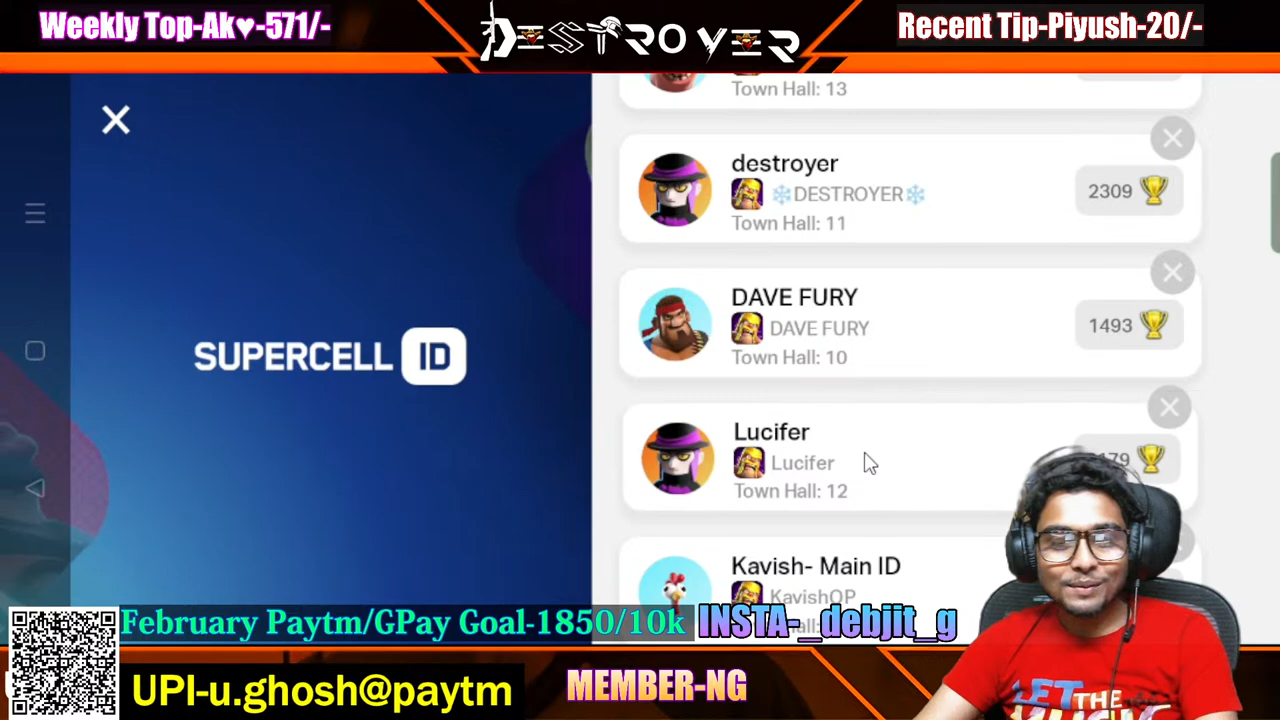 Weekly Top-Ak♥-571/-
DESTROYER
Recent Tip-Piyush-20/-
Town Hall: 13
destroyer
❄DESTROYER❄
Town Hall: 11
2309
DAVE FURY
DAVE FURY
Town Hall: 10
1493
SUPERCELL ID
Lucifer
Lucifer
Town Hall: 12
Kavish- Main ID
KavishOP
February Paytm/GPay Goal-1850/10k
INSTA-_debjit_g
UPI-u.ghosh@paytm
MEMBER-NG
LET THE